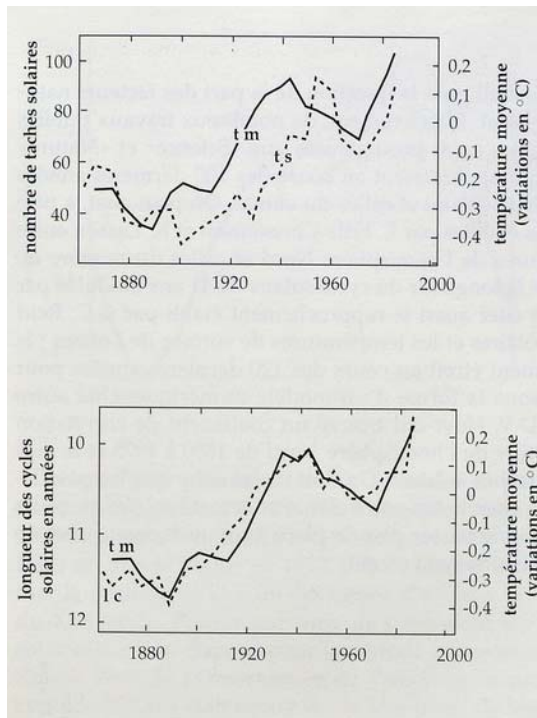 nombre de taches solaires
100
80
60
40
t m
t s
0,2
0,1
0
-0,1
-0,2
-0,3
-0,4
température moyenne
(variations en °C)
1880
1920
1960
2000
longueur des cycles
solaires en années
10
11
12
t m
l c
0,2
0,1
0
-0,1
-0,2
-0,3
-0,4
température moyenne
(variations en °C)
1880
1920
1960
2000